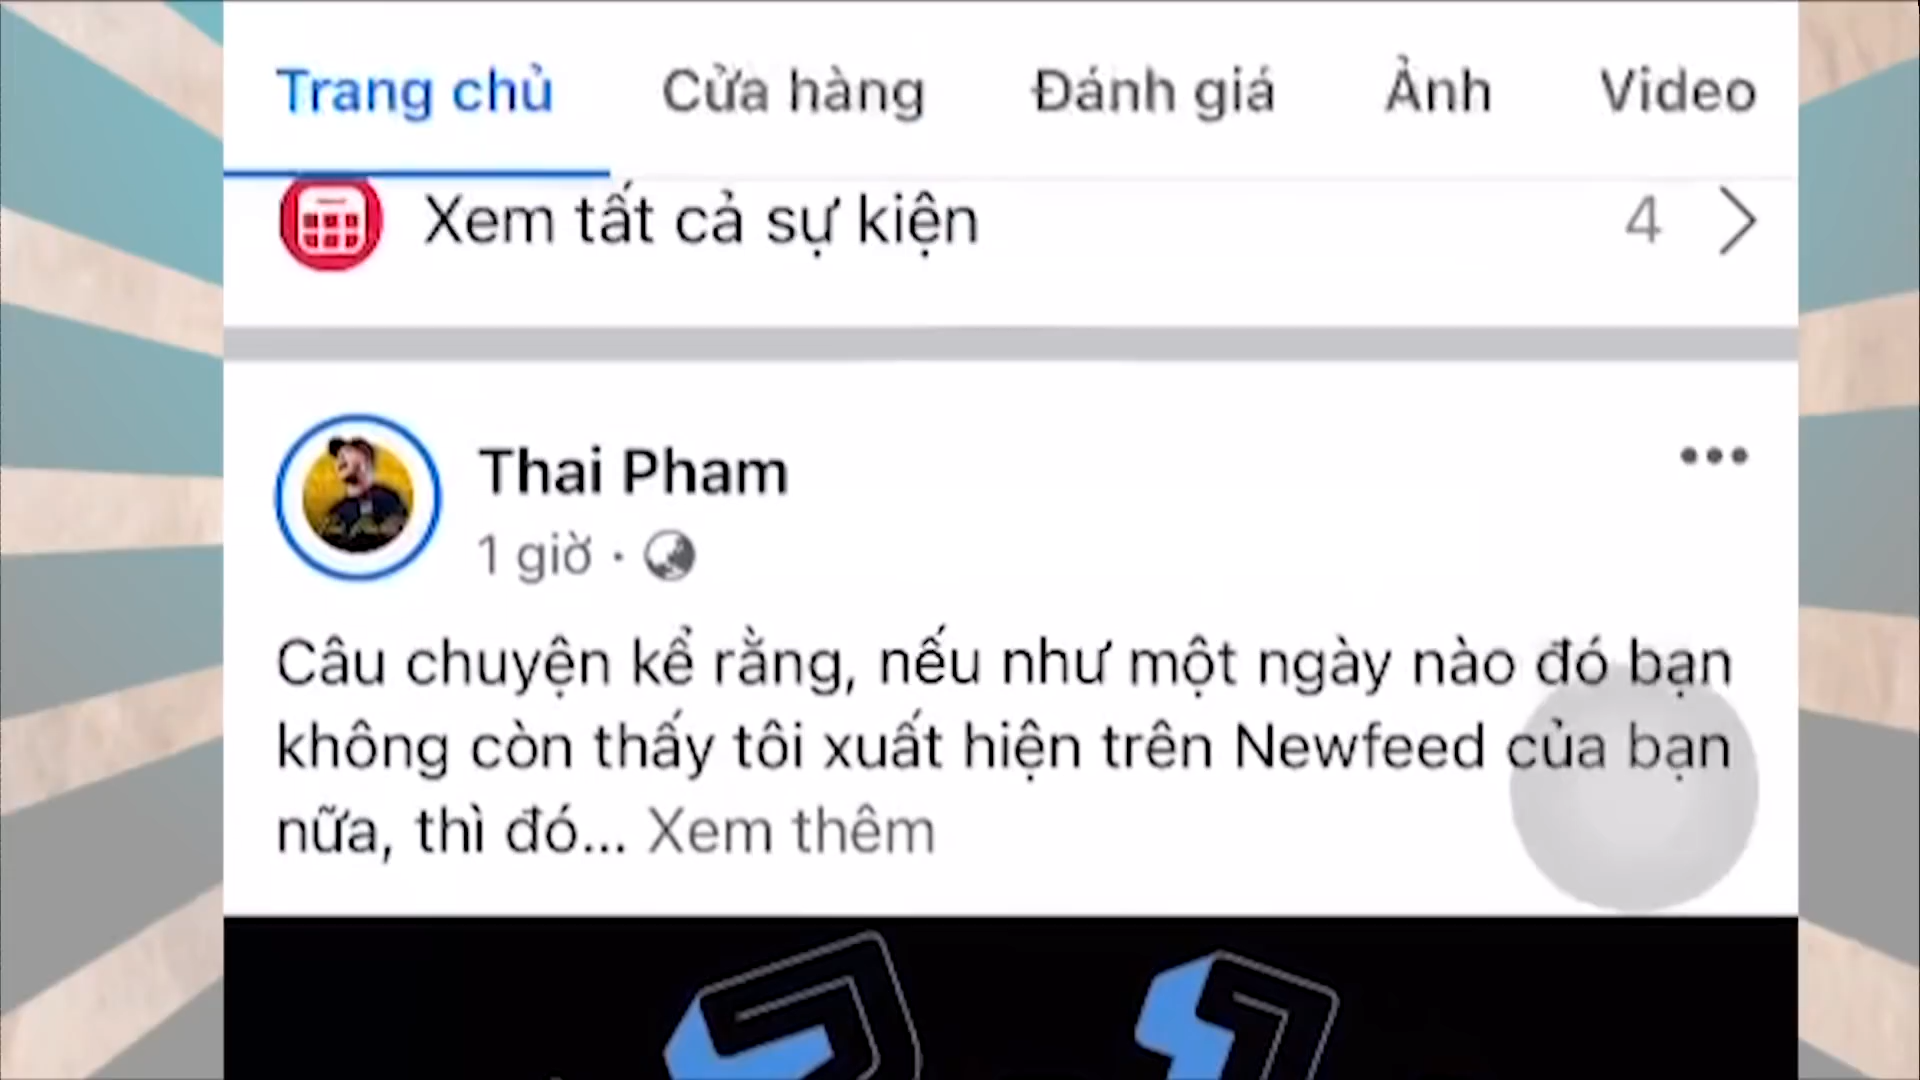 Trang chủ Cửa hàng Đánh giá Ảnh Video
Xem tất cả sự kiện 4
Thai Pham
1 giờ ·
Câu chuyện kể rằng, nếu như một ngày nào đó bạn
không còn thấy tôi xuất hiện trên Newfeed của bạn
nữa, thì đó... Xem thêm